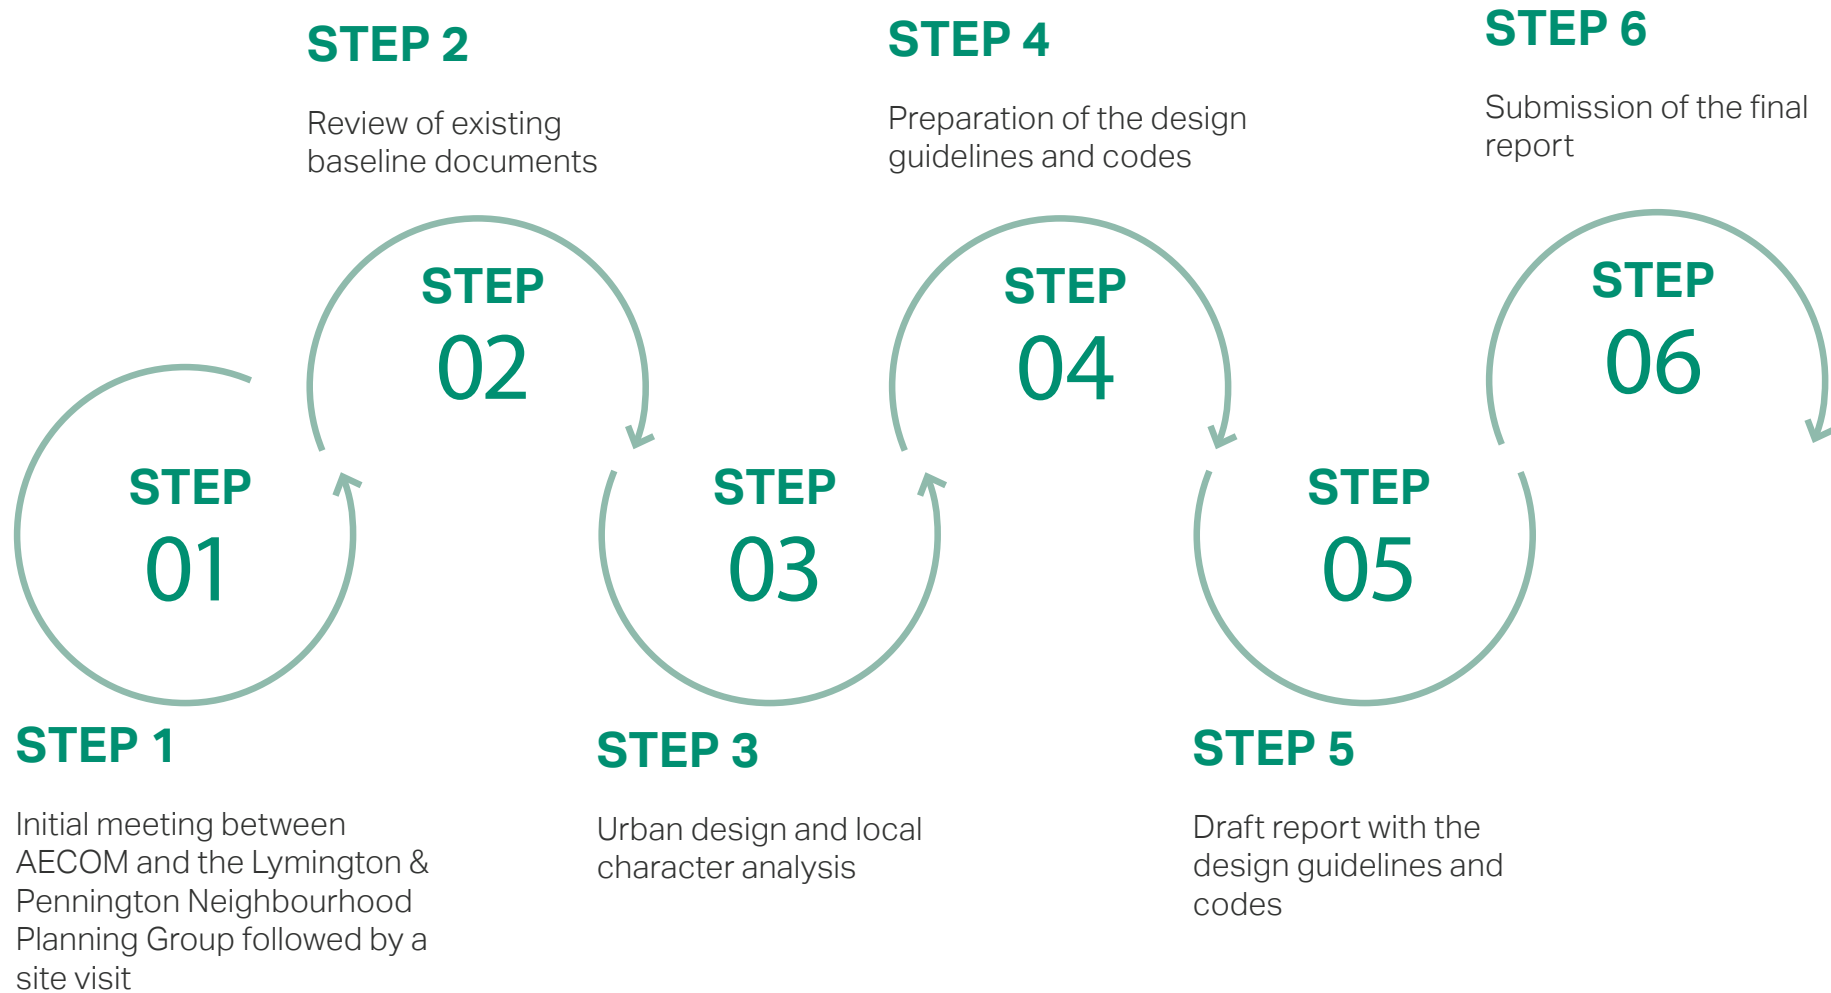 STEP 1
Initial meeting between
AECOM and the Lymington &
Pennington Neighbourhood
Planning Group followed by a
site visit
STEP
01
STEP 2
Review of existing
baseline documents
STEP
02
STEP 3
Urban design and local
character analysis
STEP
03
STEP 4
Preparation of the design
guidelines and codes
STEP
04
STEP 5
Draft report with the
design guidelines and
codes
STEP
05
STEP 6
Submission of the final
report
STEP
06